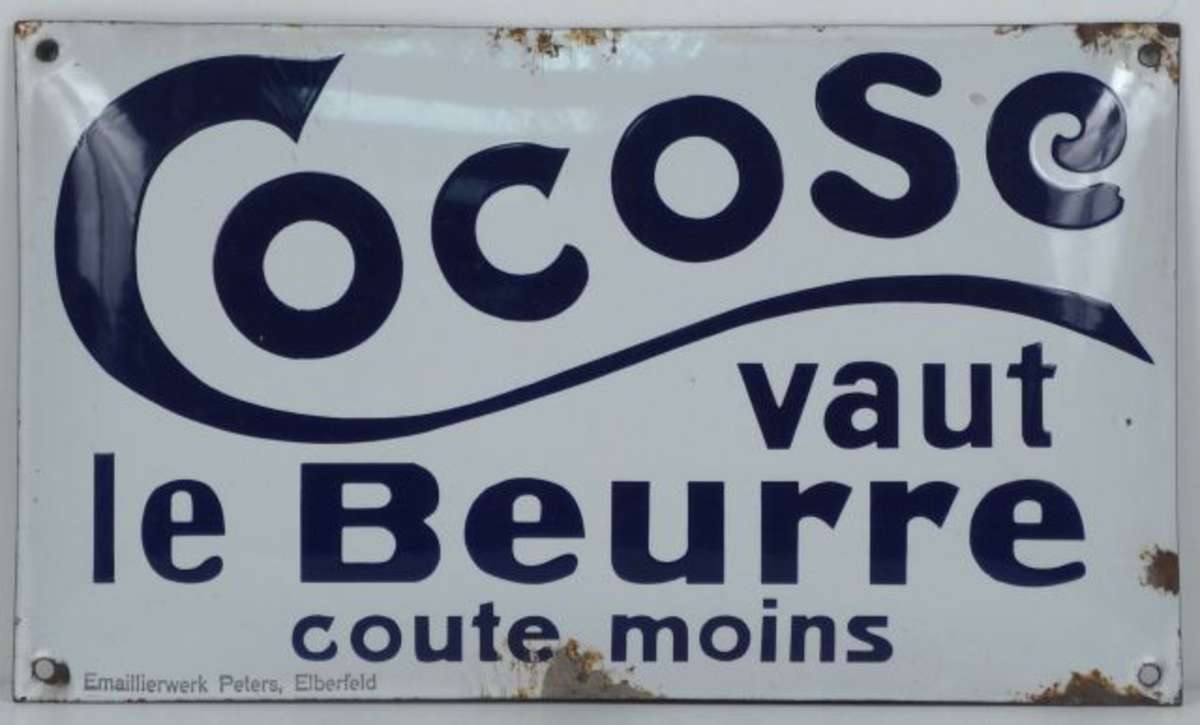 Cocose
vaut
le Beurre
coute moins
Emaillierwerk Peters, Elberfeld